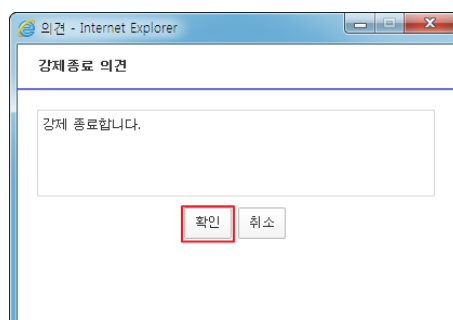 의견 - Internet Explorer
강제종료 의견
강제 종료합니다.
확인 취소